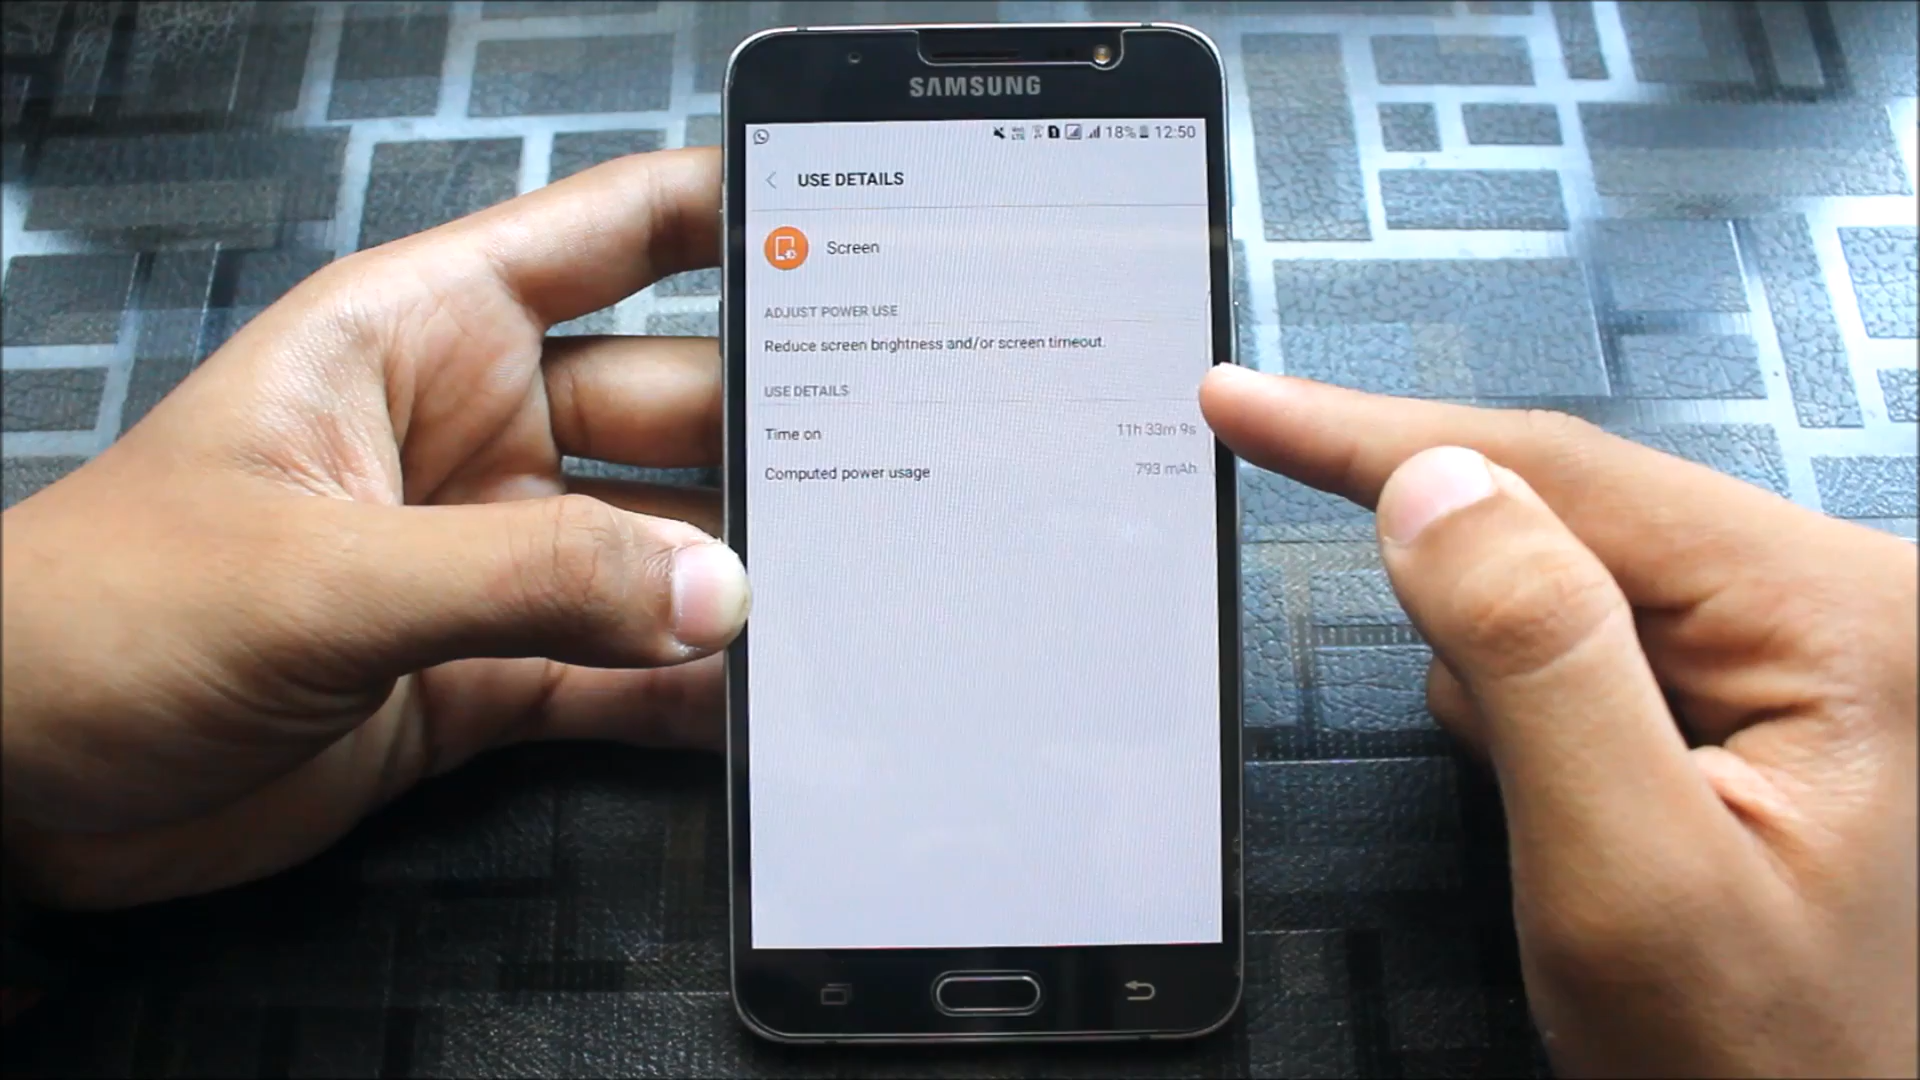 SAMSUNG
18% 12:50
USE DETAILS
Screen
ADJUST POWER USE
Reduce screen brightness and/or screen timeout.
USE DETAILS
Time on 11h 33m 9s
Computed power usage 793 mAh